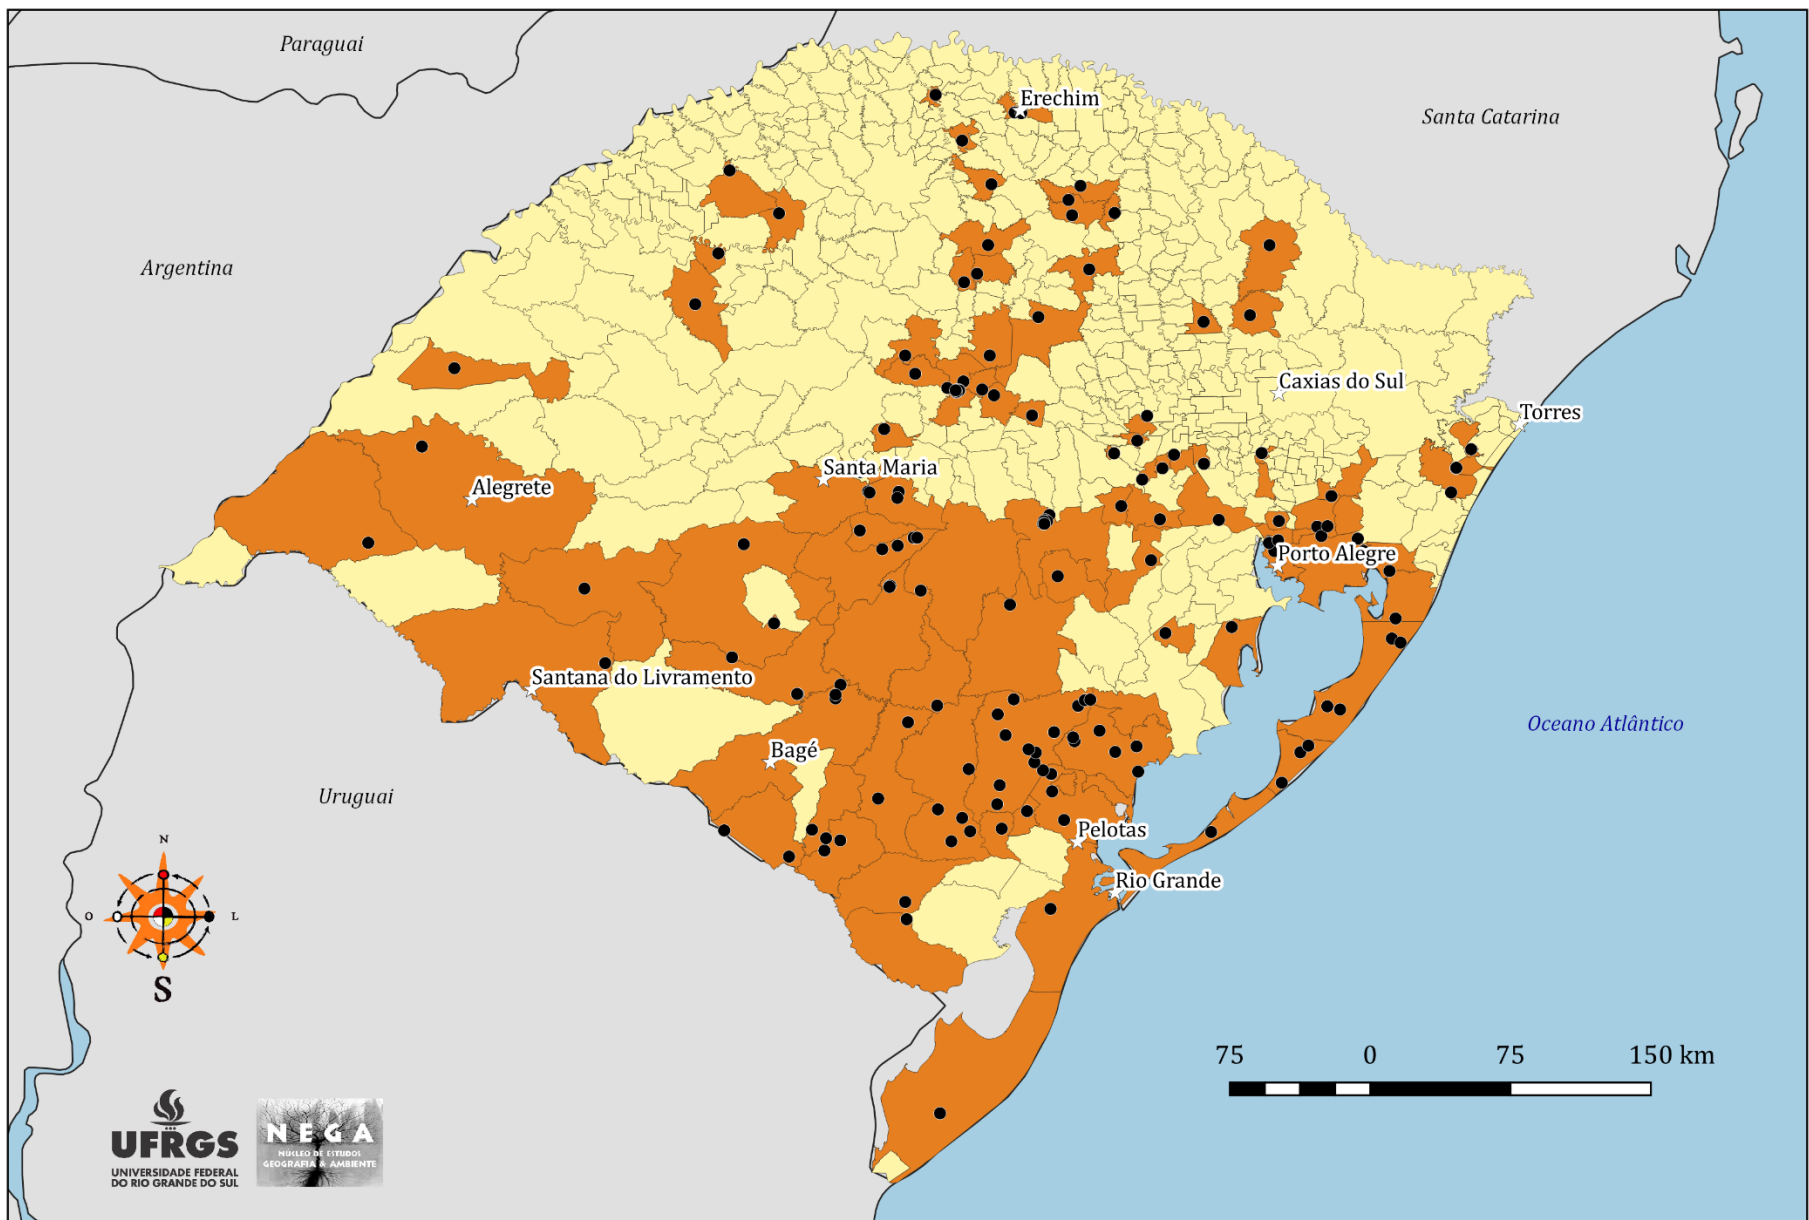 Paraguai
Erechim
Santa Catarina
Argentina
Caxias do Sul
Torres
Santa Maria
Alegrete
Porto Alegre
Santana do Livramento
Oceano Atlântico
Bagé
Uruguai
Pelotas
N
Rio Grande
O
L
S
75 0 75 150 km
UFRGS
UNIVERSIDADE FEDERAL
DO RIO GRANDE DO SUL
NEGA
NÚCLEO DE ESTUDOS
GEOGRAFIA & AMBIENTE